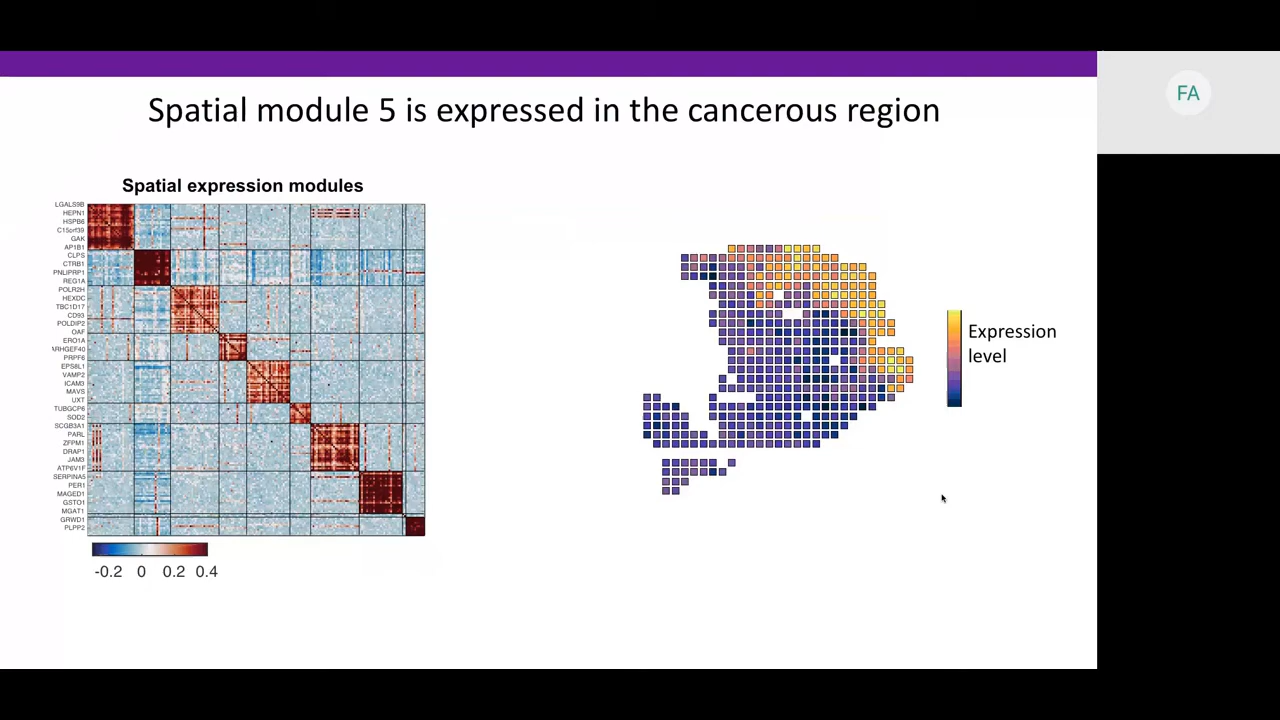 FA
Spatial module 5 is expressed in the cancerous region
Spatial expression modules
LGALS9B
HEPN1
HSPB6
C15orf39
GAK
AP1B1
CLPS
CTRB1
PNLIPRP1
REG1A
POLR2H
HEXDC
TBC1D17
CD93
POLDIP2
OAF
ERO1A
ARHGEF40
PRPF6
EPS8L1
VAMP2
ICAM3
MAVS
UXT
TUBGCP6
SOD2
SCGB3A1
PARL
ZFPM1
DRAP1
JAM3
ATP6V1F
SERPINA5
PER1
MAGED1
GSTO1
MGAT1
GRWD1
PLPP2
-0.2 0 0.2 0.4
Expression
level